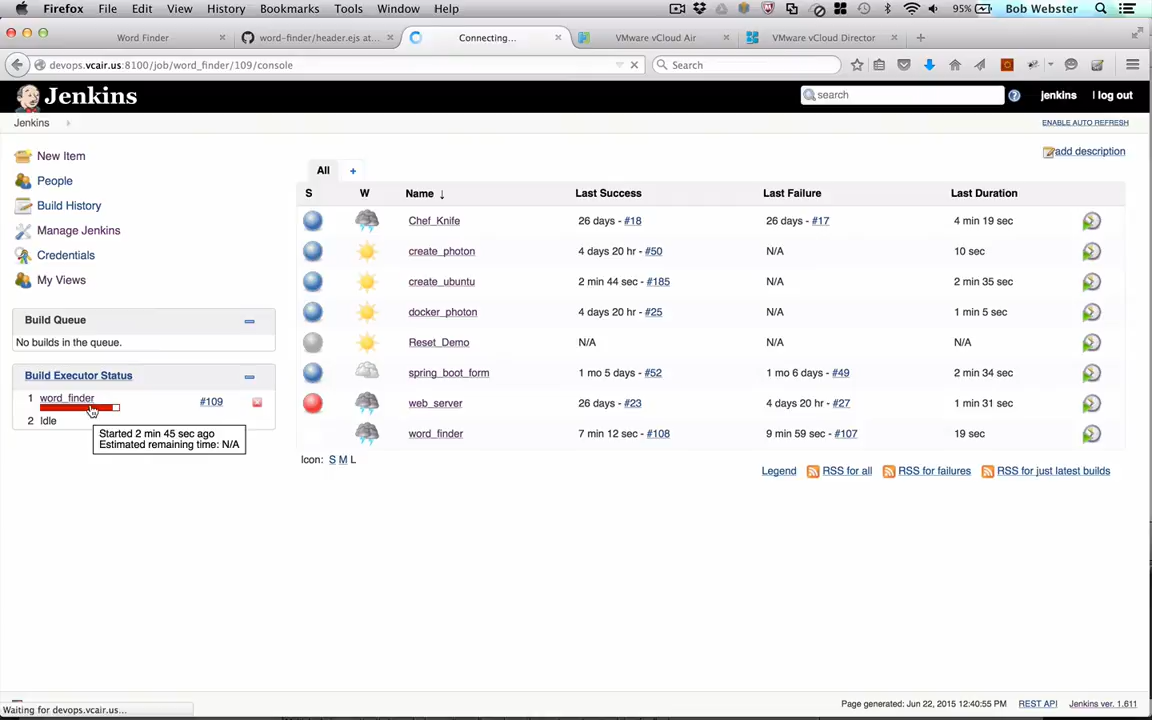 Firefox File Edit View History Bookmarks Tools Window Help 95% Bob Webster
Word Finder word-finder/header.ejs at... Connecting... VMware vCloud Air VMware vCloud Director
devops.vcair.us:8100/job/word_finder/109/console Search
Jenkins search jenkins | log out
Jenkins ENABLE AUTO REFRESH
New Item
People
Build History
Manage Jenkins
Credentials
My Views
Build Queue
No builds in the queue.
Build Executor Status
1 word_finder #109
2 Idle
Started 2 min 45 sec ago
Estimated remaining time: N/A
add description
All +
S W Name ↓ Last Success Last Failure Last Duration
Chef_Knife 26 days - #18 26 days - #17 4 min 19 sec
create_photon 4 days 20 hr - #50 N/A 10 sec
create_ubuntu 2 min 44 sec - #185 N/A 2 min 35 sec
docker_photon 4 days 20 hr - #25 N/A 1 min 5 sec
Reset_Demo N/A N/A N/A
spring_boot_form 1 mo 5 days - #52 1 mo 6 days - #49 2 min 34 sec
web_server 26 days - #23 4 days 20 hr - #27 1 min 31 sec
word_finder 7 min 12 sec - #108 9 min 59 sec - #107 19 sec
Icon: S M L
Legend RSS for all RSS for failures RSS for just latest builds
Waiting for devops.vcair.us...
Page generated: Jun 22, 2015 12:40:55 PM REST API Jenkins ver. 1.611